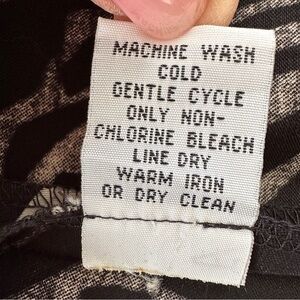 MACHINE WASH
COLD
GENTLE CYCLE
ONLY NON-
CHLORINE BLEACH
LINE DRY
WARM IRON
OR DRY CLEAN